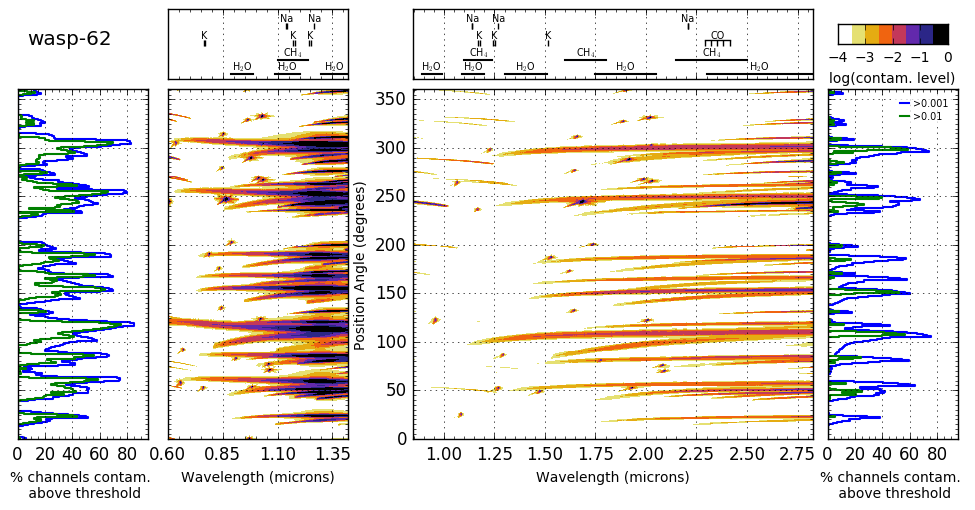 wasp-62
Na Na
K K K
CH4
H2O H2O H2O
Na Na Na
K K K CO
CH4 CH4 CH4
H2O H2O H2O H2O H2O
−4 −3 −2 −1 0
log(contam. level)
>0.001
>0.01
350
300
250
200
150
100
50
0
Position Angle (degrees)
0 20 40 60 80
% channels contam.
above threshold
0.60 0.85 1.10 1.35
Wavelength (microns)
1.00 1.25 1.50 1.75 2.00 2.25 2.50 2.75
Wavelength (microns)
0 20 40 60 80
% channels contam.
above threshold